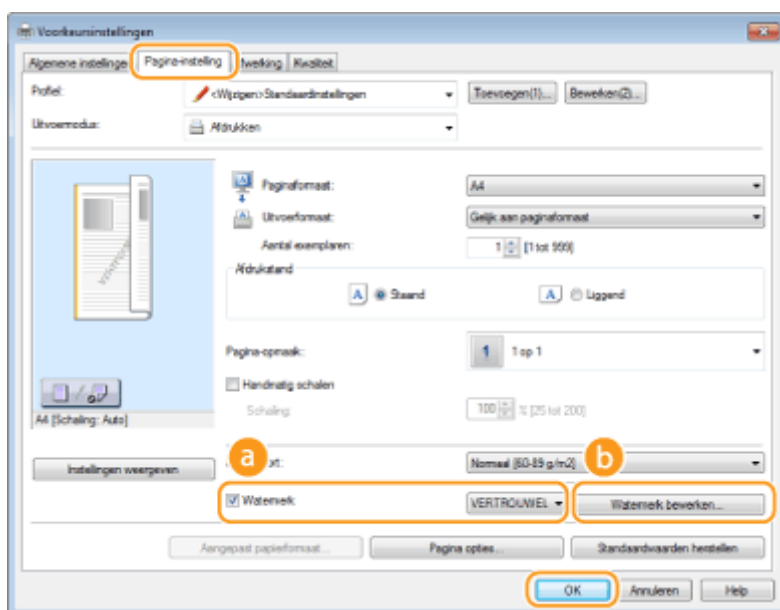 Voorkeursinstellingen
Algemene instellinge Pagina-instelling fwerking Kwaliteit
Profiel: <Wijzigen>Standaardinstellingen Toevoegen(1)... Bewerken(2)...
Uitvoermodus: Afdrukken
Paginaformaat: A4
Uitvoerformaat: Gelijk aan paginaformaat
Aantal exemplaren: 1 [1 tot 999]
Afdrukstand
A Staand A Liggend
Pagina-opmaak: 1 1 op 1
Handmatig schalen
Schaling: 100 % [25 tot 200]
A4 [Schaling: Auto]
a b
Instellingen weergeven ort: Normaal [60-89 g/m2]
Watermerk VERTROUWEL Watermerk bewerken...
Aangepast papierformaat... Pagina opties... Standaardwaarden herstellen
OK Annuleren Help